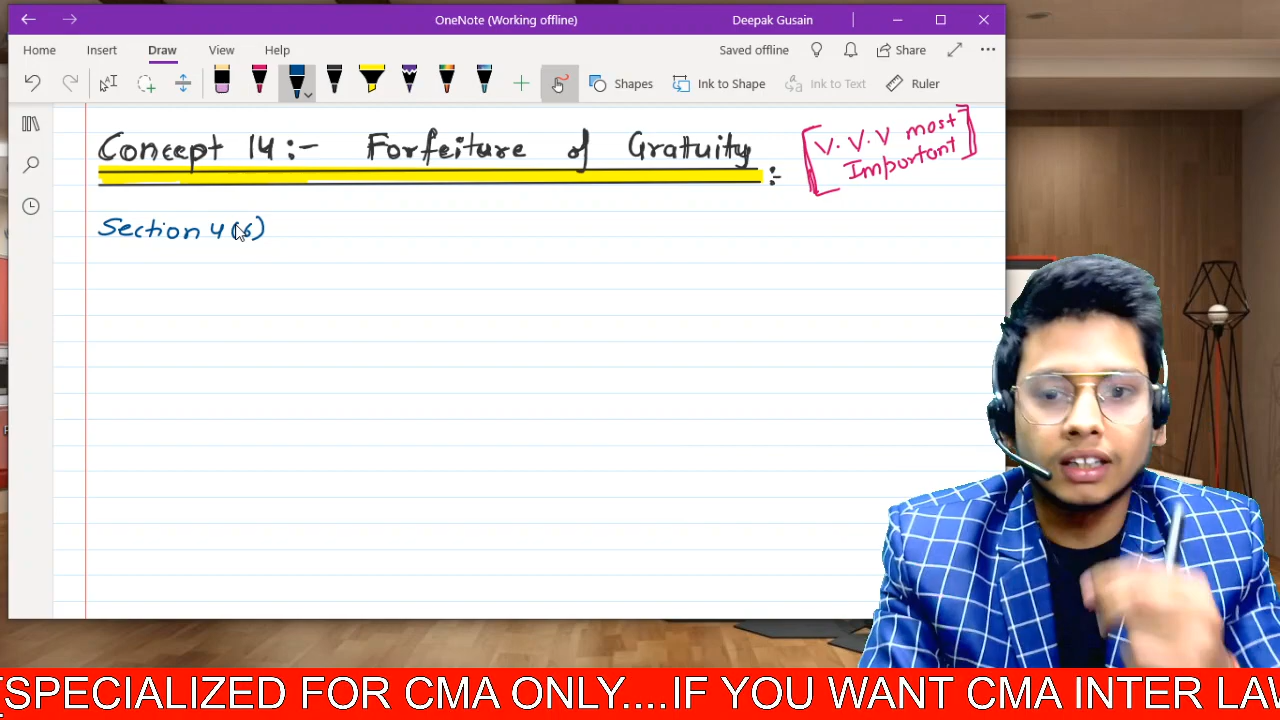 OneNote (Working offline)
Deepak Gusain
Home Insert Draw View Help
Saved offline
Share
Shapes
Ink to Shape
Ink to Text
Ruler
Concept 14:- Forfeiture of Gratuity :-
[V.V.V most
Important]
Section 4(6)
(SPECIALIZED FOR CMA ONLY....IF YOU WANT CMA INTER LAW